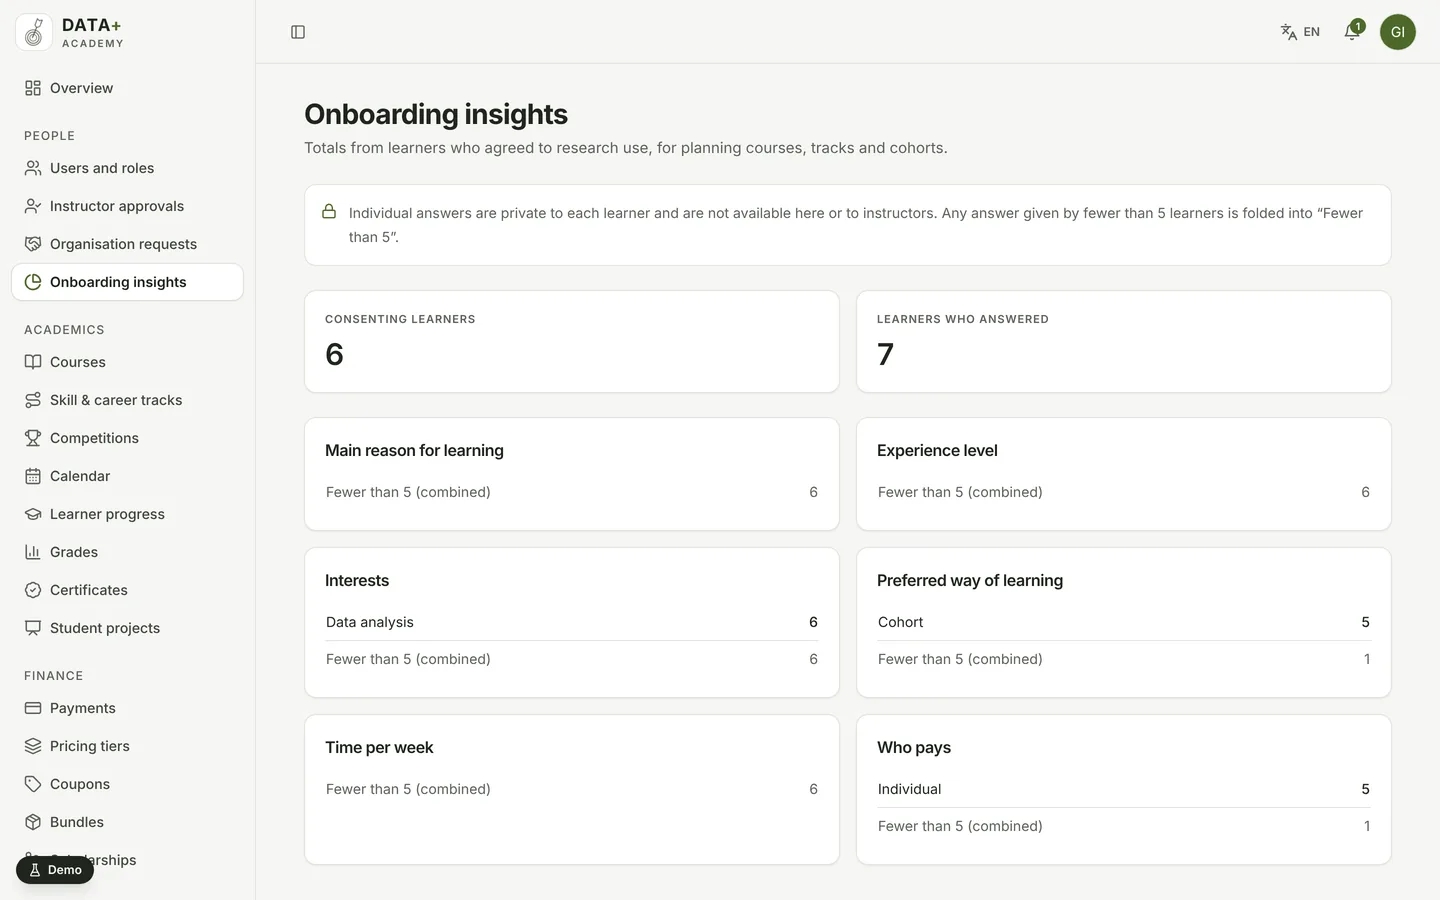 DATA+
ACADEMY
EN
1
GI
Overview
PEOPLE
Users and roles
Instructor approvals
Organisation requests
Onboarding insights
ACADEMICS
Courses
Skill & career tracks
Competitions
Calendar
Learner progress
Grades
Certificates
Student projects
FINANCE
Payments
Pricing tiers
Coupons
Bundles
Demo
Onboarding insights
Totals from learners who agreed to research use, for planning courses, tracks and cohorts.
Individual answers are private to each learner and are not available here or to instructors. Any answer given by fewer than 5 learners is folded into “Fewer
than 5”.
CONSENTING LEARNERS
6
LEARNERS WHO ANSWERED
7
Main reason for learning
Fewer than 5 (combined) 6
Experience level
Fewer than 5 (combined) 6
Interests
Data analysis 6
Fewer than 5 (combined) 6
Preferred way of learning
Cohort 5
Fewer than 5 (combined) 1
Time per week
Fewer than 5 (combined) 6
Who pays
Individual 5
Fewer than 5 (combined) 1